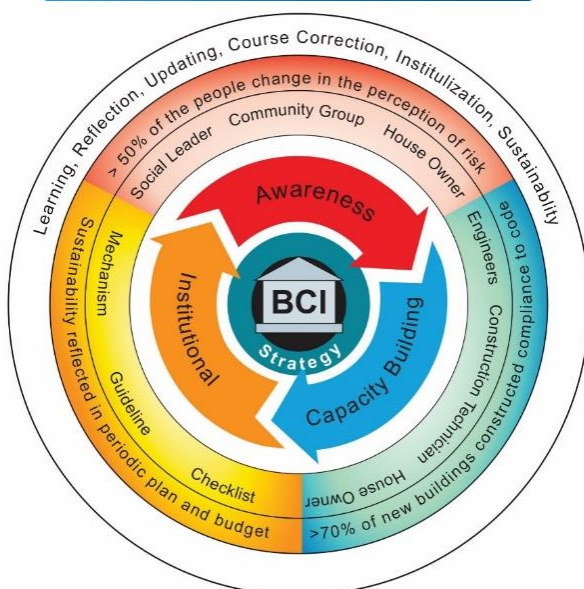 Learning, Reflection, Updating, Course Correction, Institulization, Sustainablity
> 50% of the people change in the perception of risk
Social Leader
Community Group
House Owner
Awareness
>70% of new buildings constructed compliance to code
Engineers
Construction Technician
House Owner
Capacity Building
Sustainability reflected in periodic plan and budget
Mechanism
Guideline
Checklist
Institutional
BCI
Strategy